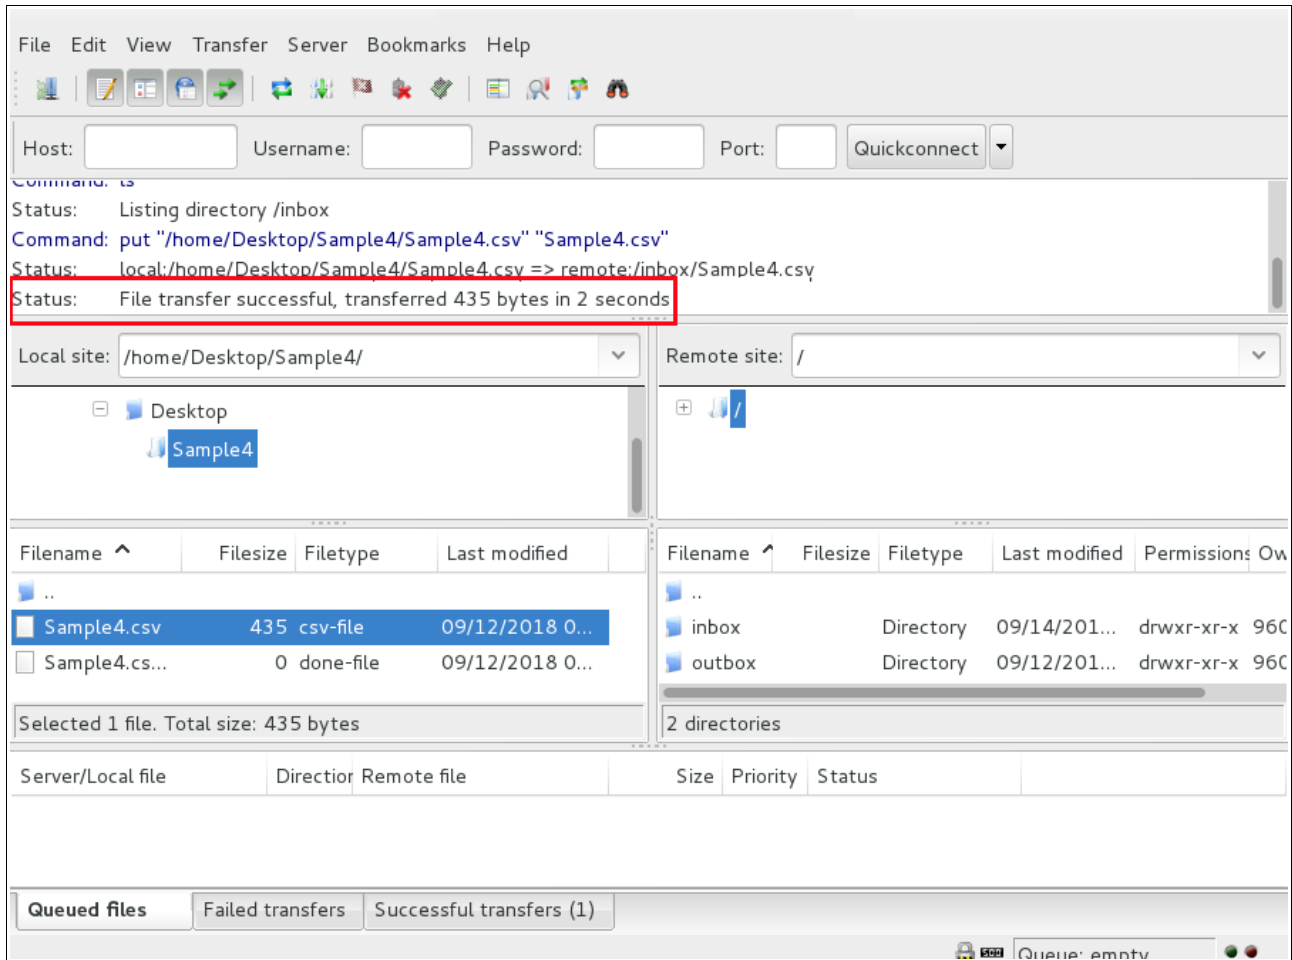 File Edit View Transfer Server Bookmarks Help
Host: Username: Password: Port: Quickconnect
Command: ls
Status: Listing directory /inbox
Command: put "/home/Desktop/Sample4/Sample4.csv" "Sample4.csv"
Status: local:/home/Desktop/Sample4/Sample4.csv => remote:/inbox/Sample4.csv
Status: File transfer successful, transferred 435 bytes in 2 seconds
Local site: /home/Desktop/Sample4/
Remote site: /
Desktop
Sample4
/
Filename Filesize Filetype Last modified
..
Sample4.csv 435 csv-file 09/12/2018 0...
Sample4.cs... 0 done-file 09/12/2018 0...
Selected 1 file. Total size: 435 bytes
Filename Filesize Filetype Last modified Permissions Ow
..
inbox Directory 09/14/201... drwxr-xr-x 960
outbox Directory 09/12/201... drwxr-xr-x 960
2 directories
Server/Local file Direction Remote file Size Priority Status
Queued files Failed transfers Successful transfers (1)
Queue: empty